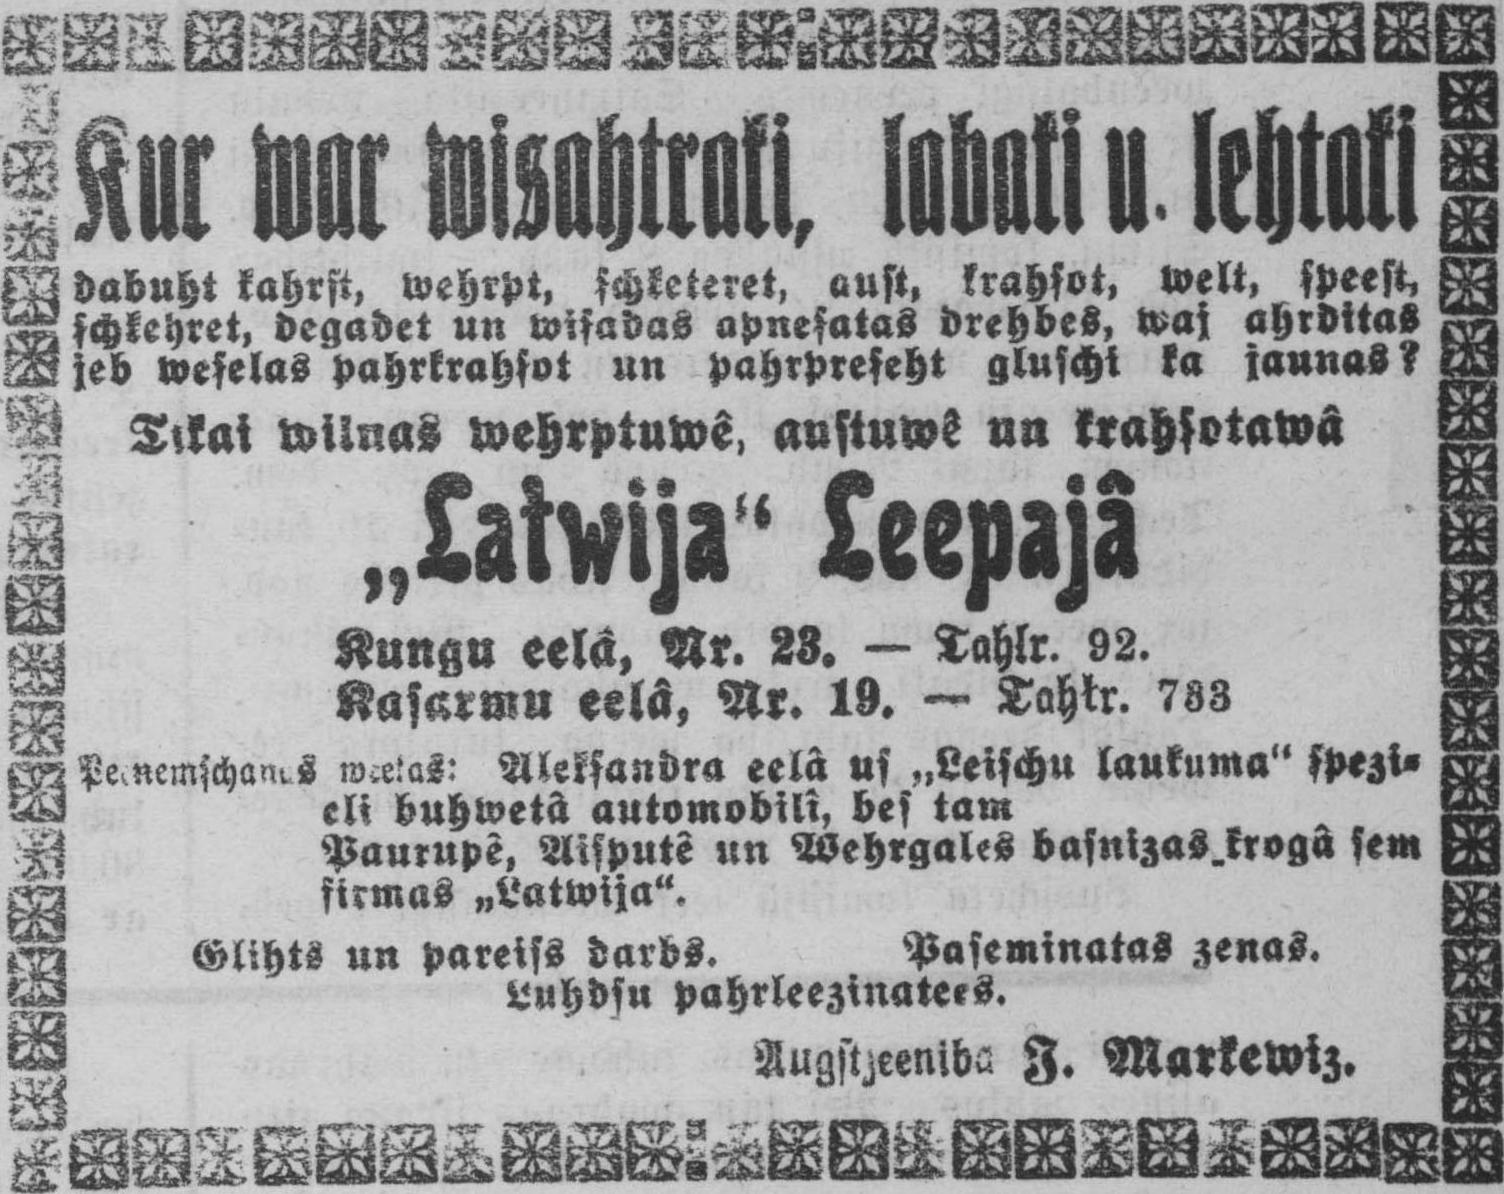 Kur war wisahtraki, labaki u. lehtaki
dabuht kahrst, wehrpt, schketeret, aust, krahsot, welt, speest,
schkehret, degadet un wisadas apnesatas drehbes, waj ahrditas
jeb weselas pahrkrahsot un pahrpreseht gluschi ka jaunas?
Tikai wilnas wehrptuwê, austuwê un krahsotawâ
„Latwija“ Leepajâ
Kungu eelâ, Nr. 23. — Tahlr. 92.
Kasarmu eelâ, Nr. 19. — Tahlr. 783
Peenemschanas weetas: Aleksandra eelâ us „Leischu laukuma“ spezi-
eli buhwetâ automobilî, bes tam
Paurupê, Aisputê un Wehrgales basnizas krogâ sem
firmas „Latwija“.
Glihts un pareiss darbs. Paseminatas zenas.
Luhdsu pahrleezinatees.
Augstzeeniba J. Markewiz.